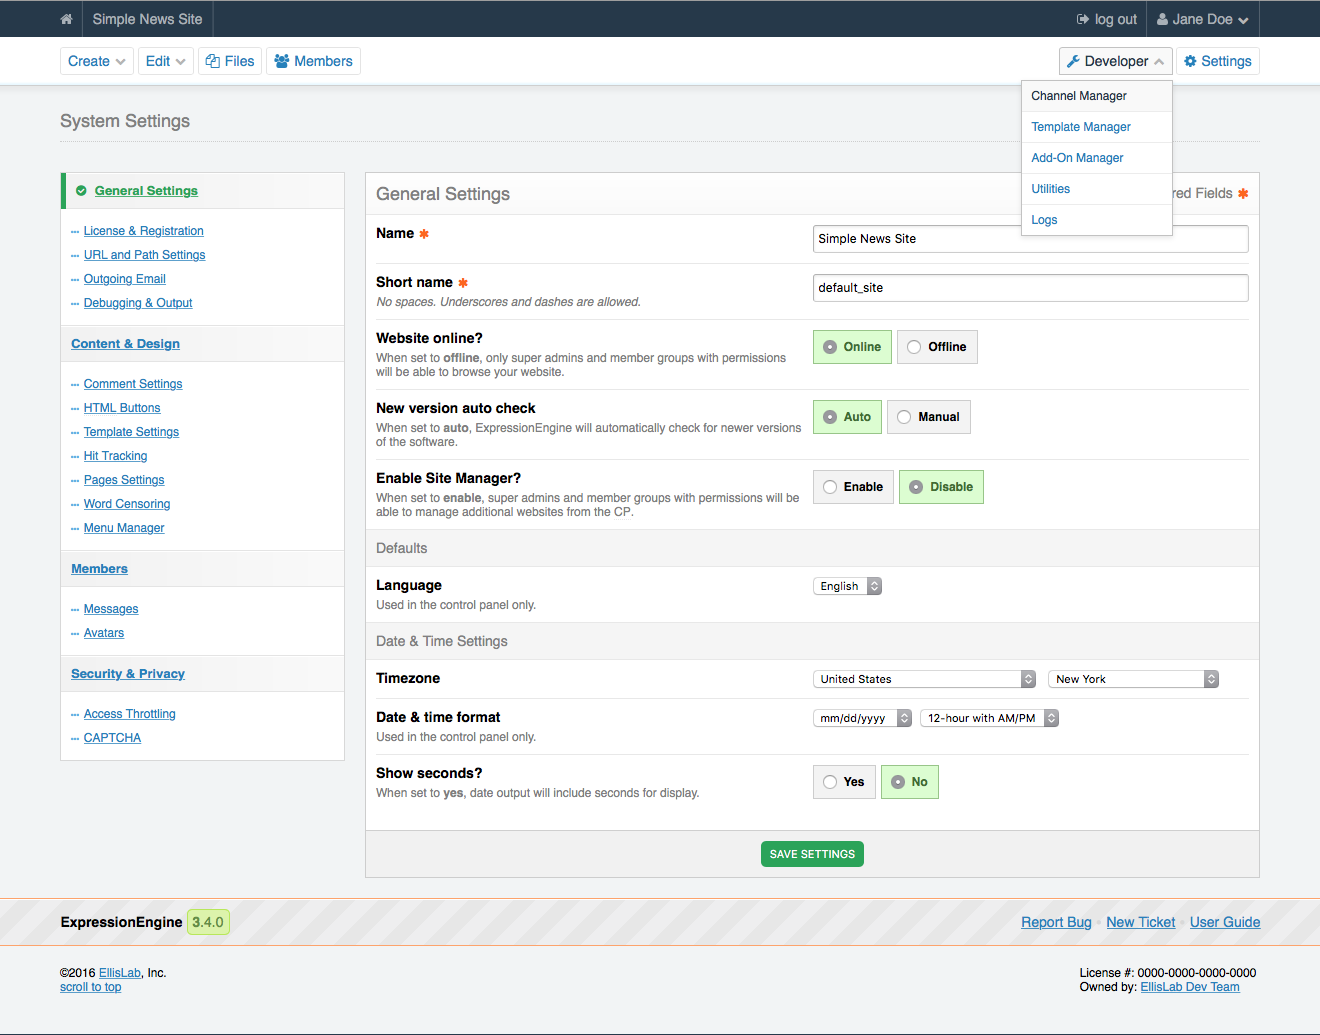 Simple News Site
log out
Jane Doe
Create
Edit
Files
Members
Developer
Settings
Channel Manager
Template Manager
Add-On Manager
Utilities
Logs
System Settings
General Settings
License & Registration
URL and Path Settings
Outgoing Email
Debugging & Output
Content & Design
Comment Settings
HTML Buttons
Template Settings
Hit Tracking
Pages Settings
Word Censoring
Menu Manager
Members
Messages
Avatars
Security & Privacy
Access Throttling
CAPTCHA
General Settings
Fields ✱
Name ✱
Simple News Site
Short name ✱
No spaces. Underscores and dashes are allowed.
default_site
Website online?
When set to offline, only super admins and member groups with permissions
will be able to browse your website.
Online
Offline
New version auto check
When set to auto, ExpressionEngine will automatically check for newer versions
of the software.
Auto
Manual
Enable Site Manager?
When set to enable, super admins and member groups with permissions will be
able to manage additional websites from the CP.
Enable
Disable
Defaults
Language
Used in the control panel only.
English
Date & Time Settings
Timezone
United States
New York
Date & time format
Used in the control panel only.
mm/dd/yyyy
12-hour with AM/PM
Show seconds?
When set to yes, date output will include seconds for display.
Yes
No
SAVE SETTINGS
ExpressionEngine 3.4.0
Report Bug
New Ticket
User Guide
©2016 EllisLab, Inc.
scroll to top
License #: 0000-0000-0000-0000
Owned by: EllisLab Dev Team